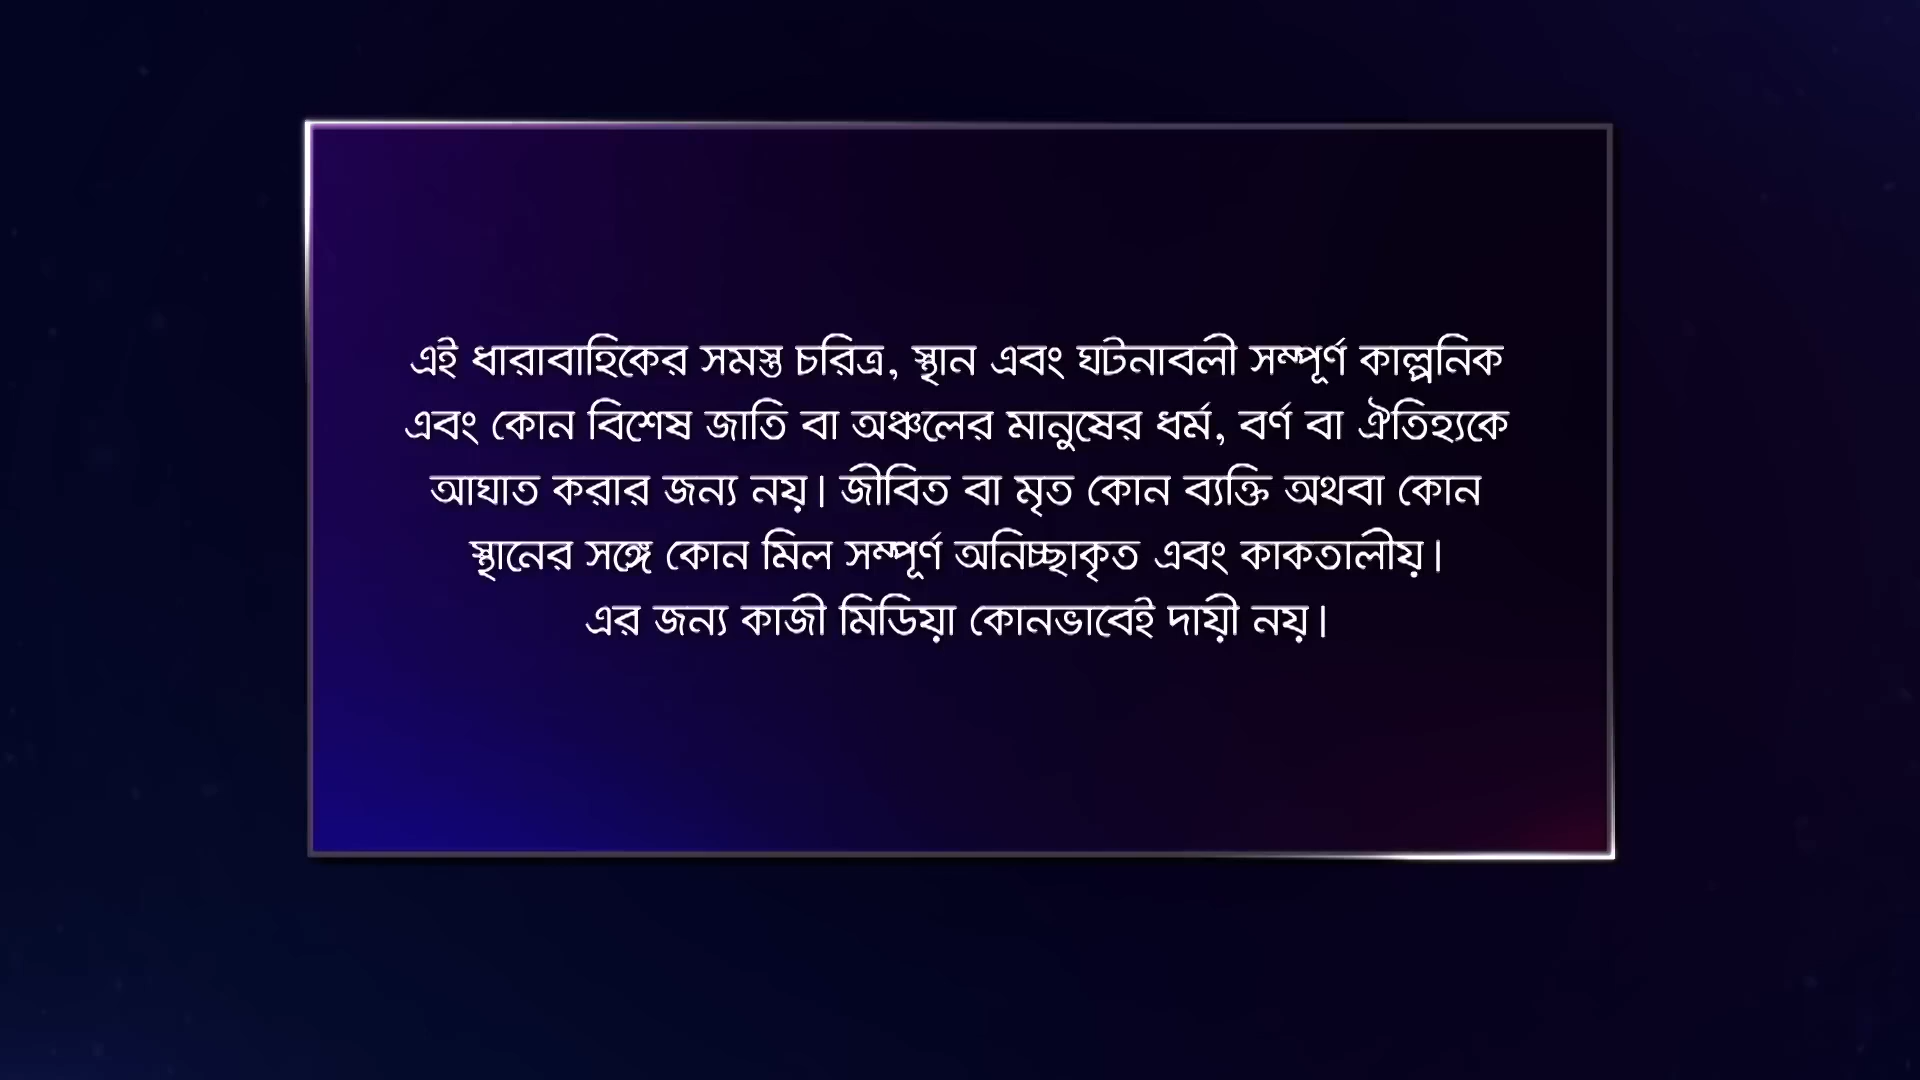 এই ধারাবাহিকের সমস্ত চরিত্র, স্থান এবং ঘটনাবলী সম্পূর্ণ কাল্পনিক
এবং কোন বিশেষ জাতি বা অঞ্চলের মানুষের ধর্ম, বর্ণ বা ঐতিহ্যকে
আঘাত করার জন্য নয়। জীবিত বা মৃত কোন ব্যক্তি অথবা কোন
স্থানের সঙ্গে কোন মিল সম্পূর্ণ অনিচ্ছাকৃত এবং কাকতালীয়।
এর জন্য কাজী মিডিয়া কোনভাবেই দায়ী নয়।